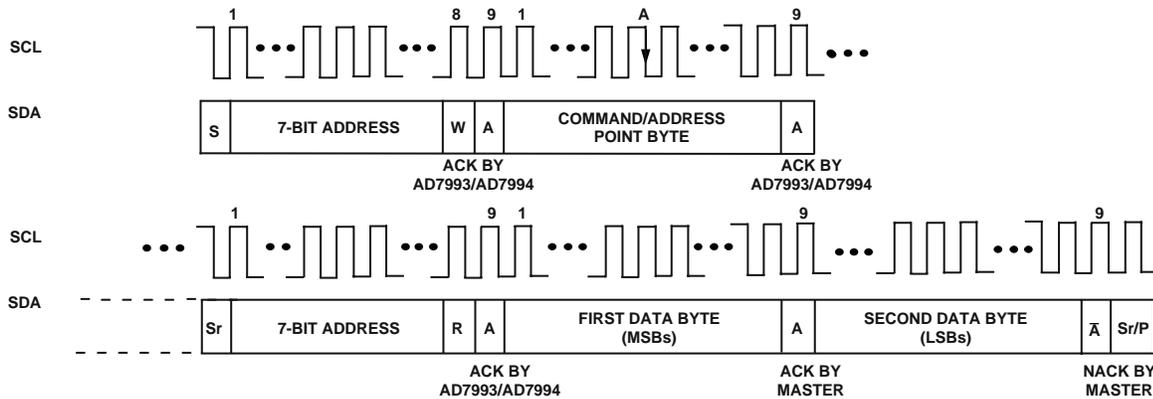 1 8 9 1 A 9
SCL
SDA
S 7-BIT ADDRESS W A COMMAND/ADDRESS POINT BYTE A
ACK BY AD7993/AD7994 ACK BY AD7993/AD7994
1 9 1 9 9
SCL
SDA
Sr 7-BIT ADDRESS R A FIRST DATA BYTE (MSBs) A SECOND DATA BYTE (LSBs) A̅ Sr/P
ACK BY AD7993/AD7994 ACK BY MASTER NACK BY MASTER